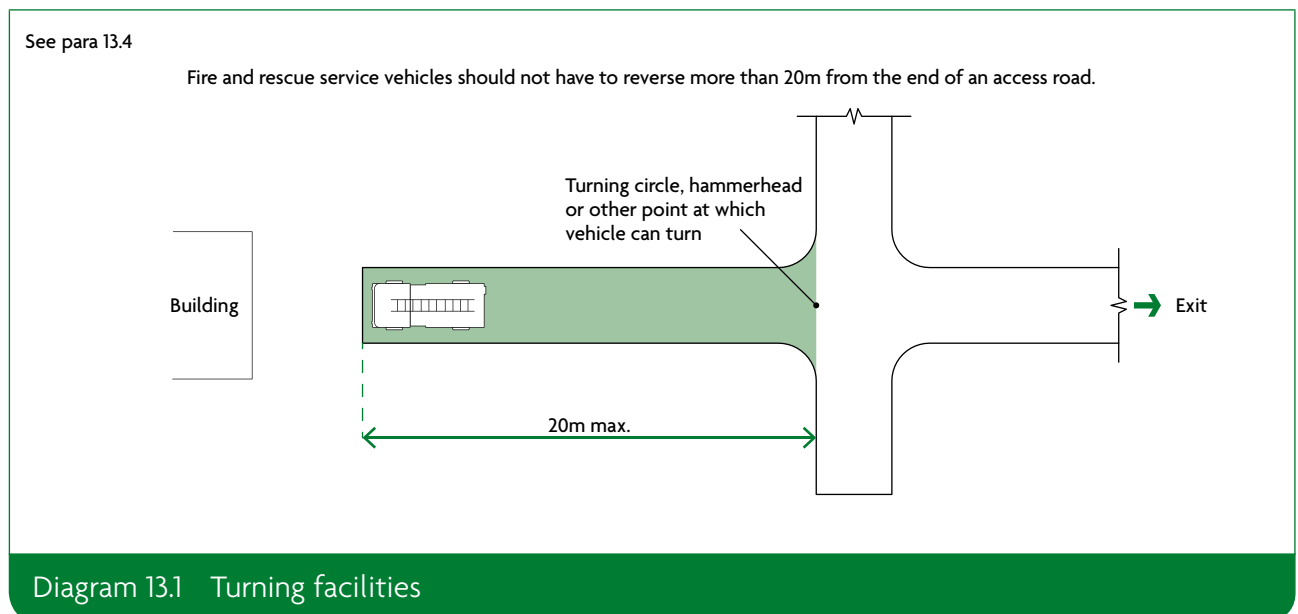 See para 13.4
Fire and rescue service vehicles should not have to reverse more than 20m from the end of an access road.
Turning circle, hammerhead
or other point at which
vehicle can turn
Building
Exit
20m max.
Diagram 13.1 Turning facilities